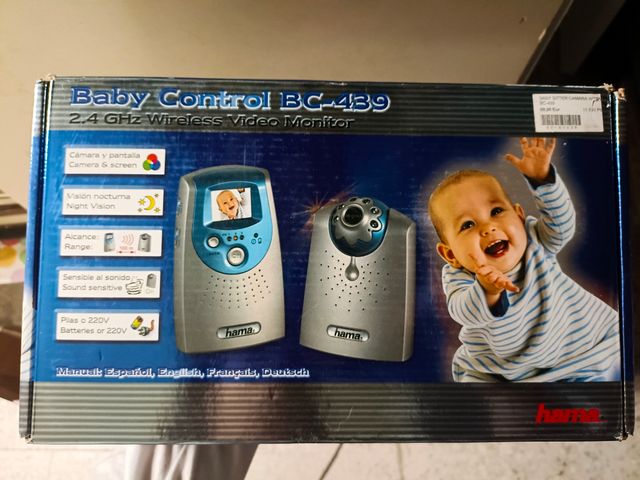 Baby Control BC-439
2.4 GHz Wireless Video Monitor
Cámara y pantalla
Camera & screen
Visión nocturna
Night Vision
Alcance:
Range:
Sensible al sonido
Sound sensitive
Pilas o 220V
Batteries or 220V
hama.
hama.
Manual: Español, English, Français, Deutsch
hama.
BC-439